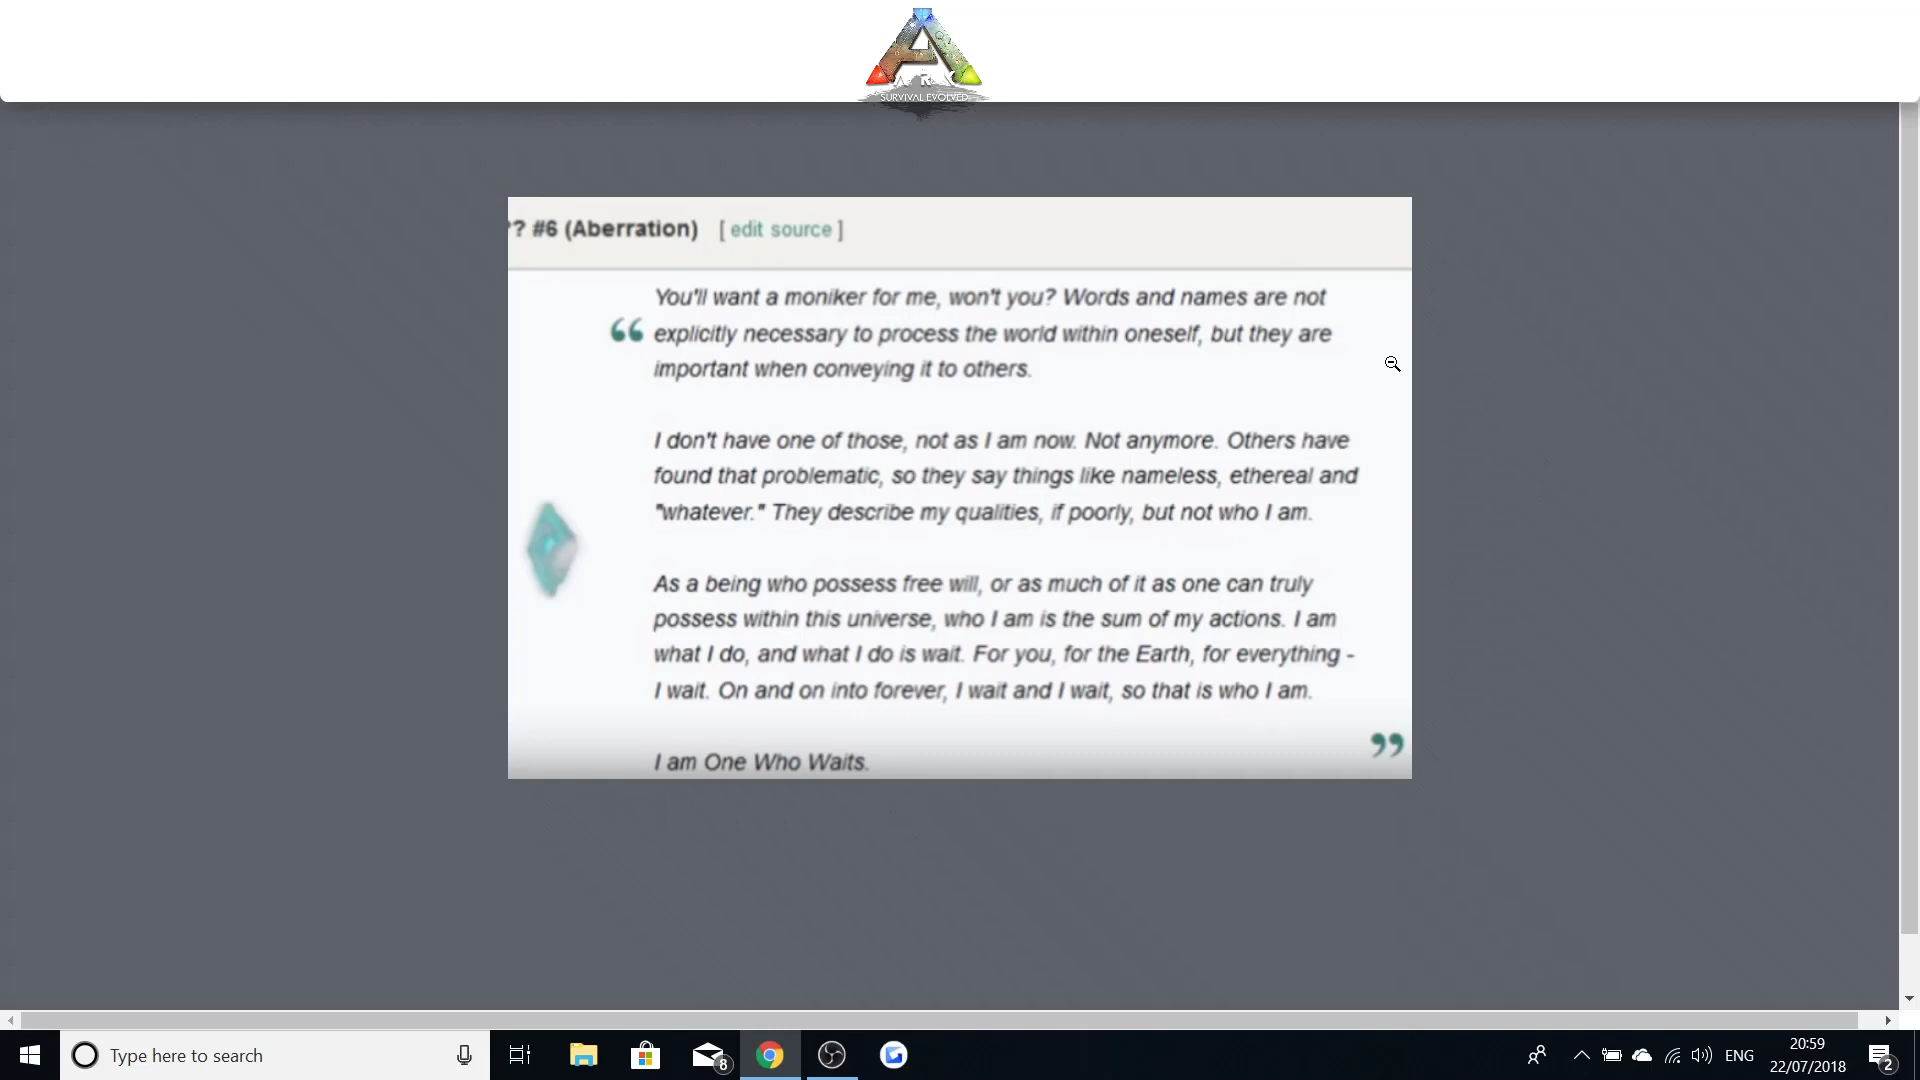 ARK
SURVIVAL EVOLVED
? #6 (Aberration) [ edit source ]
You'll want a moniker for me, won't you? Words and names are not
explicitly necessary to process the world within oneself, but they are
important when conveying it to others.
I don't have one of those, not as I am now. Not anymore. Others have
found that problematic, so they say things like nameless, ethereal and
"whatever." They describe my qualities, if poorly, but not who I am.
As a being who possess free will, or as much of it as one can truly
possess within this universe, who I am is the sum of my actions. I am
what I do, and what I do is wait. For you, for the Earth, for everything -
I wait. On and on into forever, I wait and I wait, so that is who I am.
I am One Who Waits.
Type here to search
8
ENG
20:59
22/07/2018
2